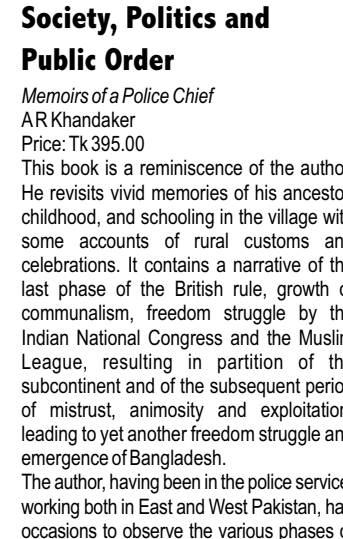 Society, Politics and
Public Order
Memoirs of a Police Chief
A R Khandaker
Price: Tk 395.00
This book is a reminiscence of the autho
He revisits vivid memories of his ancesto
childhood, and schooling in the village wit
some accounts of rural customs an
celebrations. It contains a narrative of th
last phase of the British rule, growth o
communalism, freedom struggle by th
Indian National Congress and the Muslin
League, resulting in partition of th
subcontinent and of the subsequent perio
of mistrust, animosity and exploitation
leading to yet another freedom struggle an
emergence of Bangladesh.
The author, having been in the police service
working both in East and West Pakistan, ha
occasions to observe the various phases o